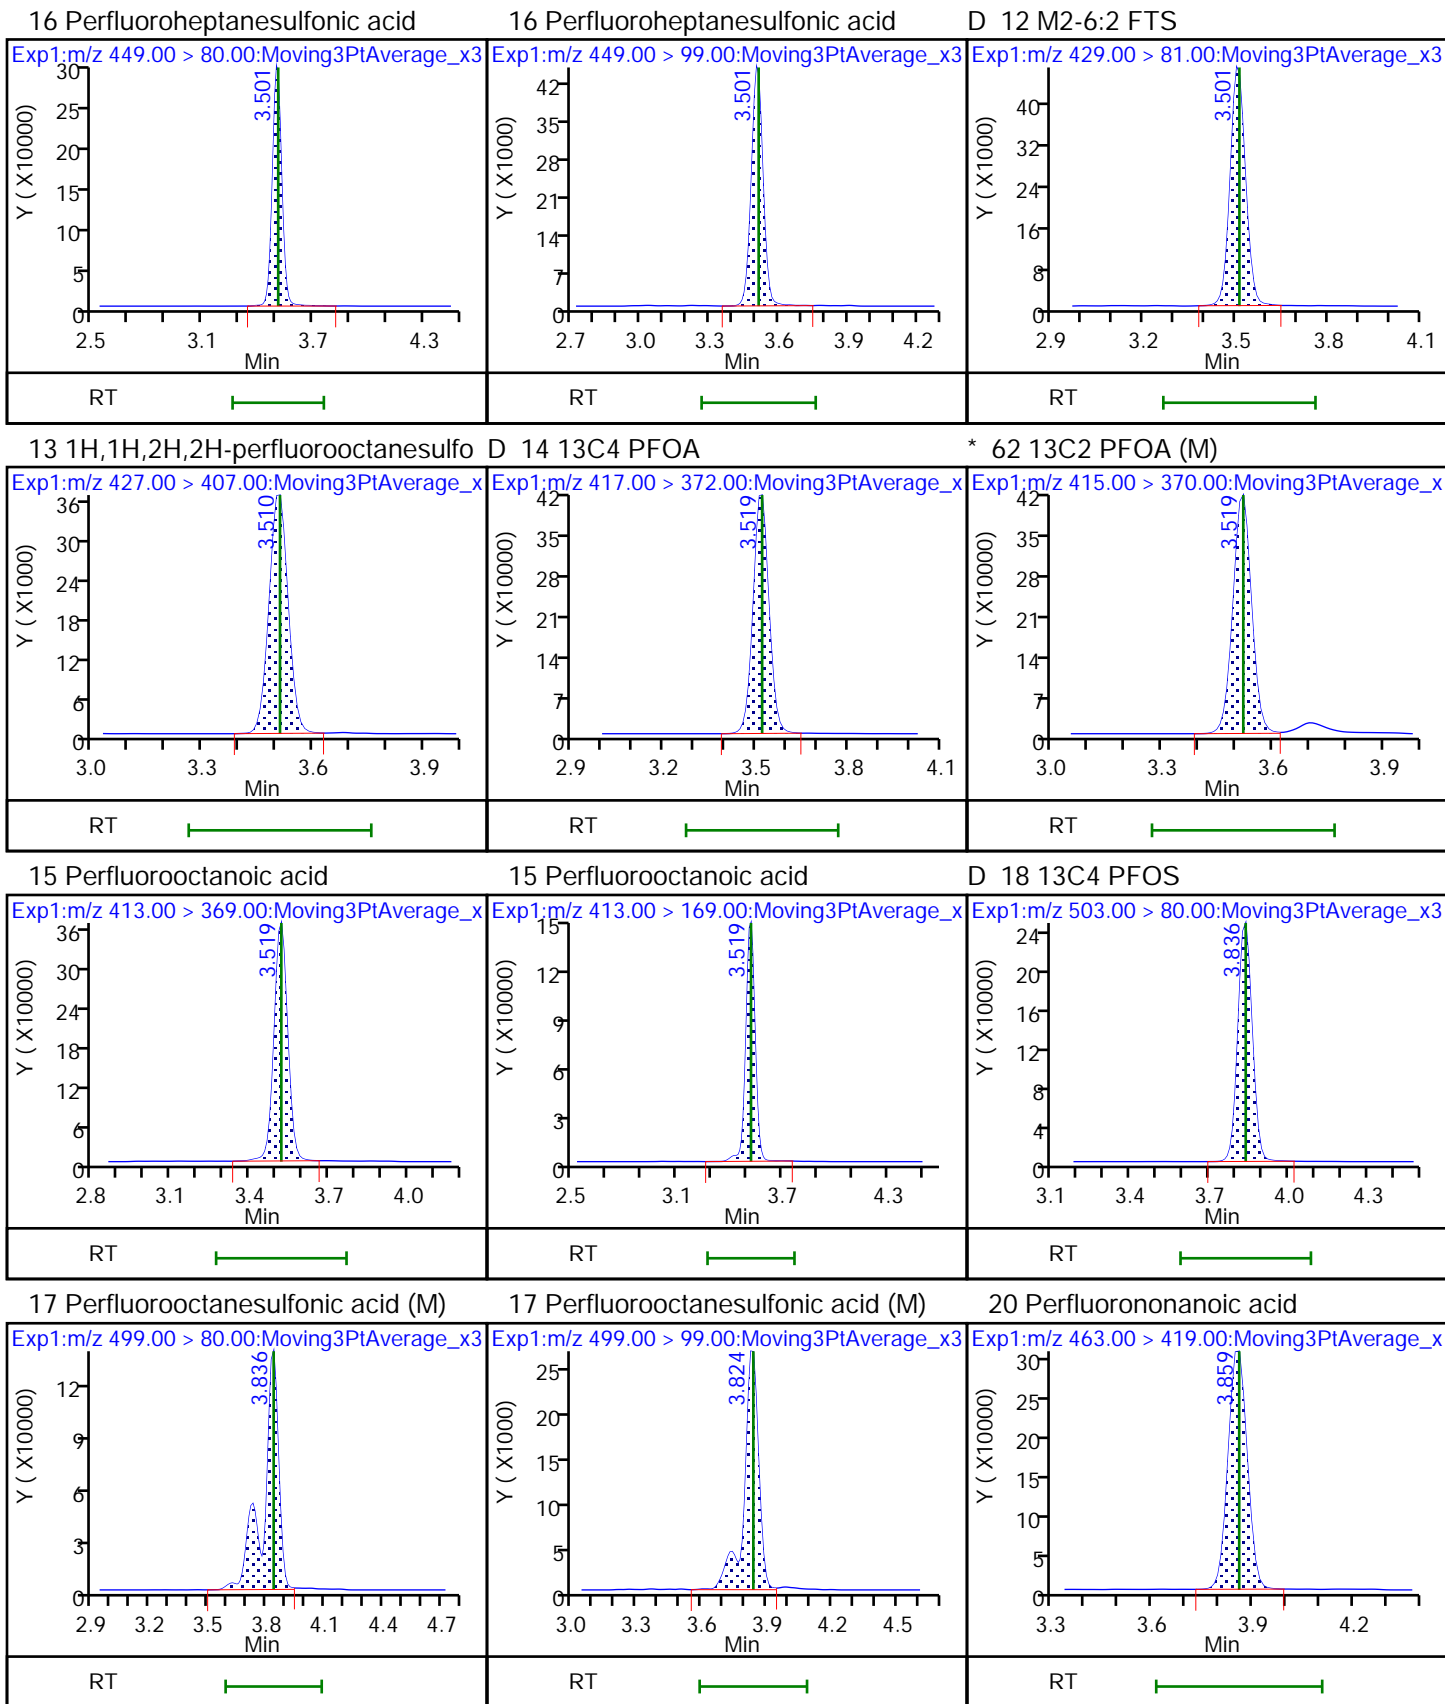 16 Perfluoroheptanesulfonic acid
Exp1:m/z 449.00 > 80.00:Moving3PtAverage_x3
3.501
Y ( X10000)
30
25
20
15
10
5
0
2.5 3.1 3.7 4.3
Min
RT
16 Perfluoroheptanesulfonic acid
Exp1:m/z 449.00 > 99.00:Moving3PtAverage_x3
3.501
Y ( X1000)
42
35
28
21
14
7
0
2.7 3.0 3.3 3.6 3.9 4.2
Min
RT
D 12 M2-6:2 FTS
Exp1:m/z 429.00 > 81.00:Moving3PtAverage_x3
3.501
Y ( X1000)
40
32
24
16
8
0
2.9 3.2 3.5 3.8 4.1
Min
RT
13 1H,1H,2H,2H-perfluorooctanesulfo
Exp1:m/z 427.00 > 407.00:Moving3PtAverage_x
3.510
Y ( X1000)
36
30
24
18
12
6
0
3.0 3.3 3.6 3.9
Min
RT
D 14 13C4 PFOA
Exp1:m/z 417.00 > 372.00:Moving3PtAverage_x
3.519
Y ( X10000)
42
35
28
21
14
7
0
2.9 3.2 3.5 3.8 4.1
Min
RT
* 62 13C2 PFOA (M)
Exp1:m/z 415.00 > 370.00:Moving3PtAverage_x
3.519
Y ( X10000)
42
35
28
21
14
7
0
3.0 3.3 3.6 3.9
Min
RT
15 Perfluorooctanoic acid
Exp1:m/z 413.00 > 369.00:Moving3PtAverage_x
3.519
Y ( X10000)
36
30
24
18
12
6
0
2.8 3.1 3.4 3.7 4.0
Min
RT
15 Perfluorooctanoic acid
Exp1:m/z 413.00 > 169.00:Moving3PtAverage_x
3.519
Y ( X10000)
15
12
9
6
3
0
2.5 3.1 3.7 4.3
Min
RT
D 18 13C4 PFOS
Exp1:m/z 503.00 > 80.00:Moving3PtAverage_x3
3.836
Y ( X10000)
24
20
16
12
8
4
0
3.1 3.4 3.7 4.0 4.3
Min
RT
17 Perfluorooctanesulfonic acid (M)
Exp1:m/z 499.00 > 80.00:Moving3PtAverage_x3
3.836
Y ( X10000)
12
9
6
3
0
2.9 3.2 3.5 3.8 4.1 4.4 4.7
Min
RT
17 Perfluorooctanesulfonic acid (M)
Exp1:m/z 499.00 > 99.00:Moving3PtAverage_x3
3.824
Y ( X1000)
25
20
15
10
5
0
3.0 3.3 3.6 3.9 4.2 4.5
Min
RT
20 Perfluorononanoic acid
Exp1:m/z 463.00 > 419.00:Moving3PtAverage_x
3.859
Y ( X10000)
30
25
20
15
10
5
0
3.3 3.6 3.9 4.2
Min
RT